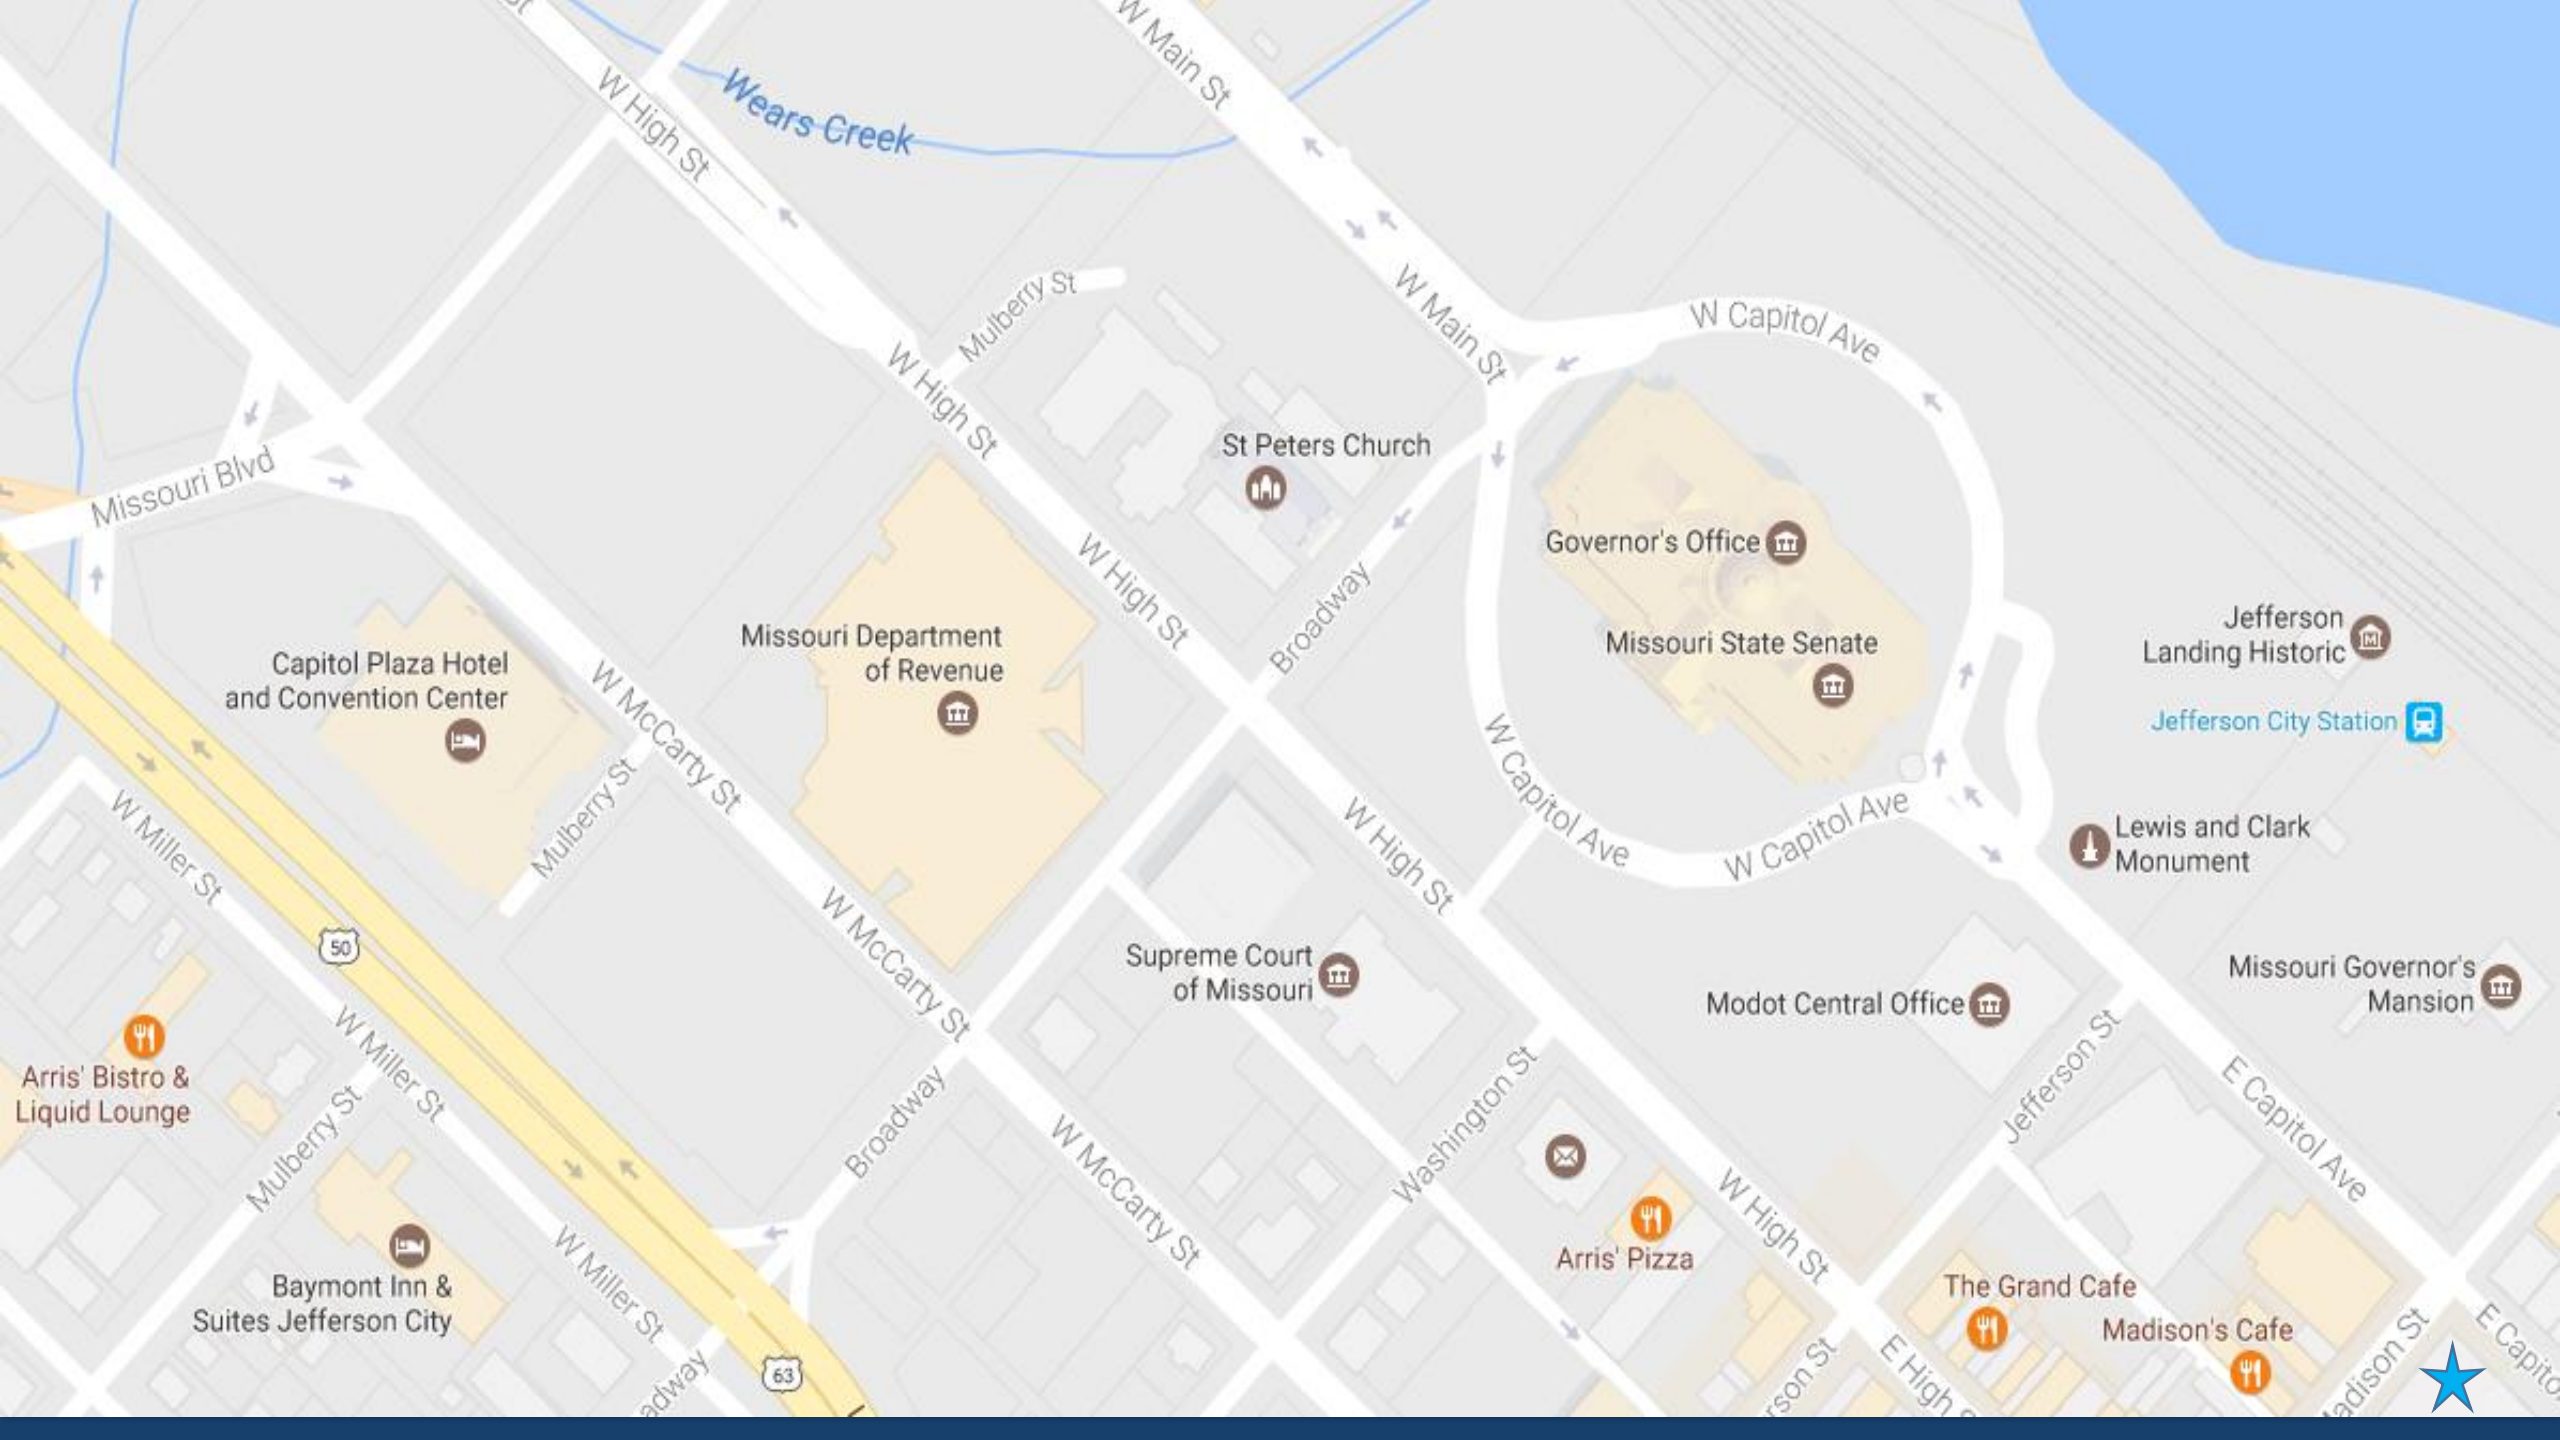 W Main St
W High St
Wears Creek
Mulberry St
W Main St
W Capitol Ave
W High St
St Peters Church
Missouri Blvd
Governor's Office
W High St
Broadway
Jefferson
Landing Historic
Missouri State Senate
Missouri Department
of Revenue
Capitol Plaza Hotel
and Convention Center
W McCarty St
Jefferson City Station
W Capitol Ave
Mulberry St
W Miller St
W High St
W Capitol Ave
Lewis and Clark
Monument
50
W McCarty St
Supreme Court
of Missouri
Modot Central Office
Missouri Governor's
Mansion
W Miller St
Arris' Bistro &
Liquid Lounge
Mulberry St
Broadway
Washington St
Jefferson St
E Capitol Ave
W McCarty St
W High St
Arris' Pizza
Baymont Inn &
Suites Jefferson City
W Miller St
The Grand Cafe
Madison's Cafe
63
E High